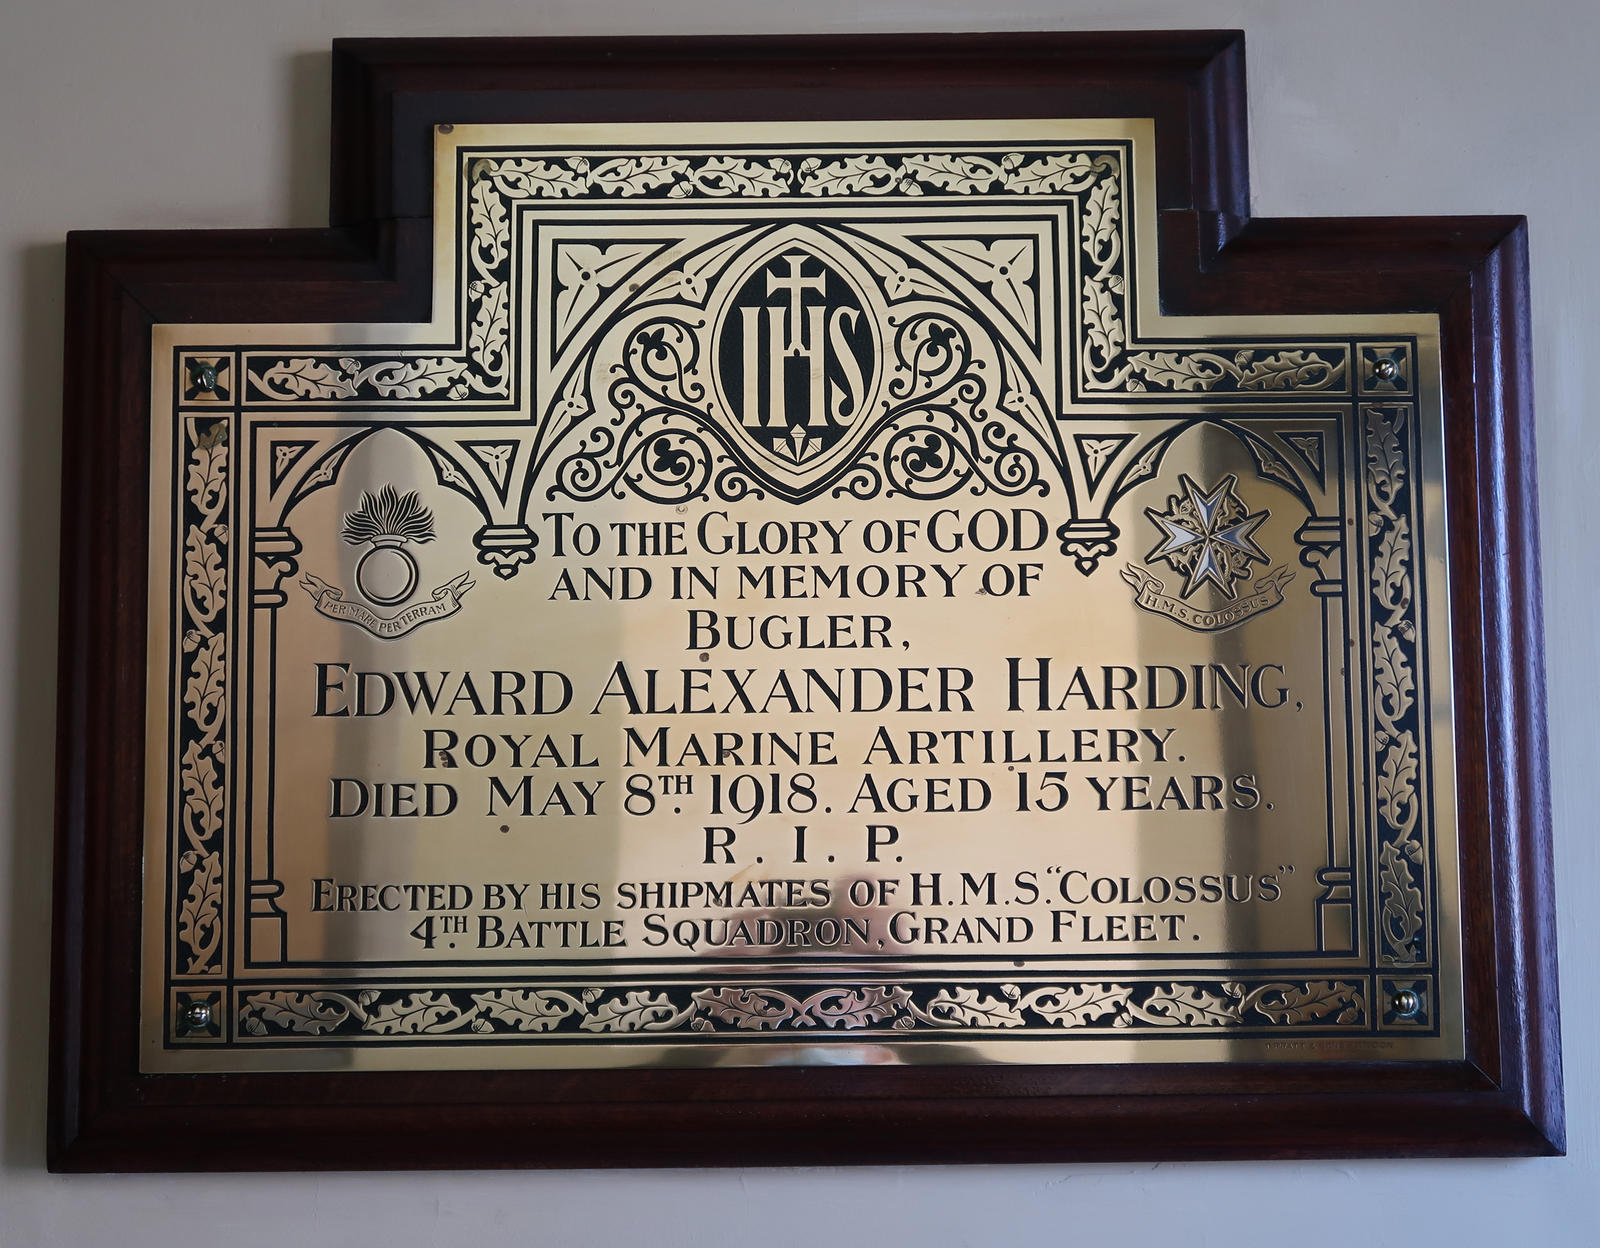 IHS
PER MARE PER TERRAM
H.M.S. COLOSSUS
TO THE GLORY OF GOD
AND IN MEMORY OF
BUGLER,
EDWARD ALEXANDER HARDING,
ROYAL MARINE ARTILLERY.
DIED MAY 8TH. 1918. AGED 15 YEARS.
R. I. P.
ERECTED BY HIS SHIPMATES OF H.M.S. "COLOSSUS"
4TH. BATTLE SQUADRON, GRAND FLEET.